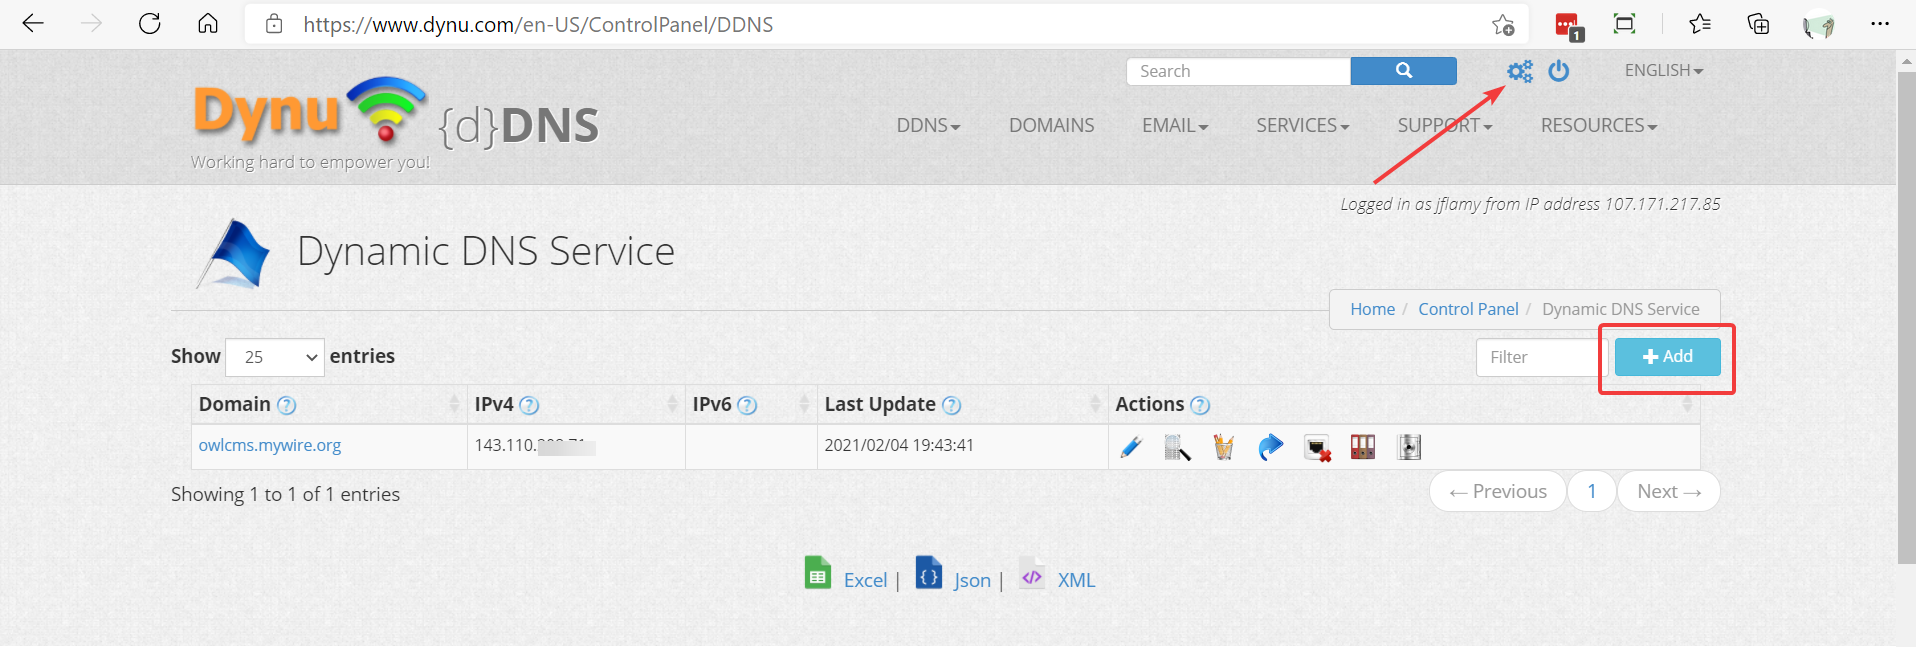 https://www.dynu.com/en-US/ControlPanel/DDNS
1
Search
ENGLISH
Dynu {d}DNS
Working hard to empower you!
DDNS DOMAINS EMAIL SERVICES SUPPORT RESOURCES
Logged in as jflamy from IP address 107.171.217.85
Dynamic DNS Service
Home / Control Panel / Dynamic DNS Service
Show 25 entries
Filter
+ Add
Domain ? IPv4 ? IPv6 ? Last Update ? Actions ?
owlcms.mywire.org 143.110. 2021/02/04 19:43:41
Showing 1 to 1 of 1 entries
← Previous 1 Next →
Excel | Json | XML